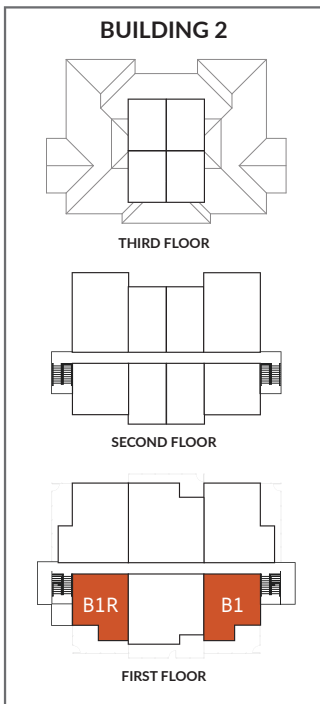 BUILDING 2
THIRD FLOOR
SECOND FLOOR
B1R B1
FIRST FLOOR